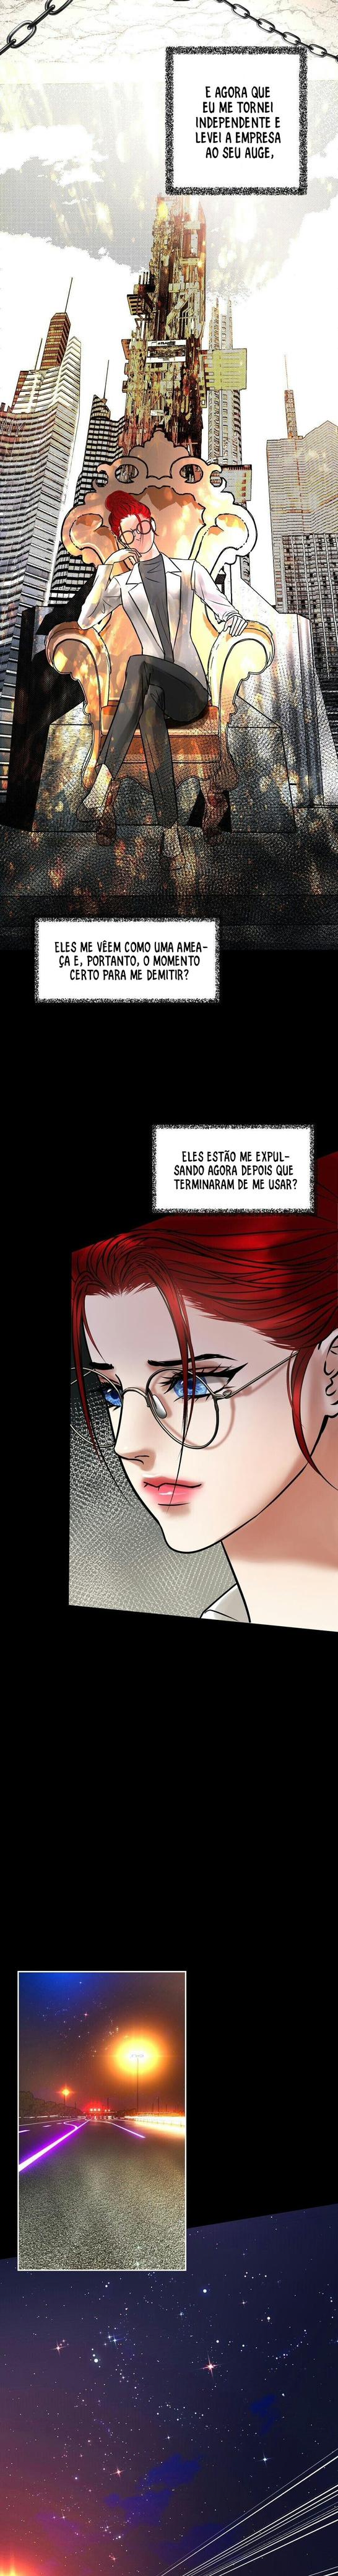 E AGORA QUE
EU ME TORNEI
INDEPENDENTE E
LEVEI A EMPRESA
AO SEU AUGE,
ELES ME VÊEM COMO UMA AMEA-
ÇA E, PORTANTO, O MOMENTO
CERTO PARA ME DEMITIR?
ELES ESTÃO ME EXPUL-
SANDO AGORA DEPOIS QUE
TERMINARAM DE ME USAR?